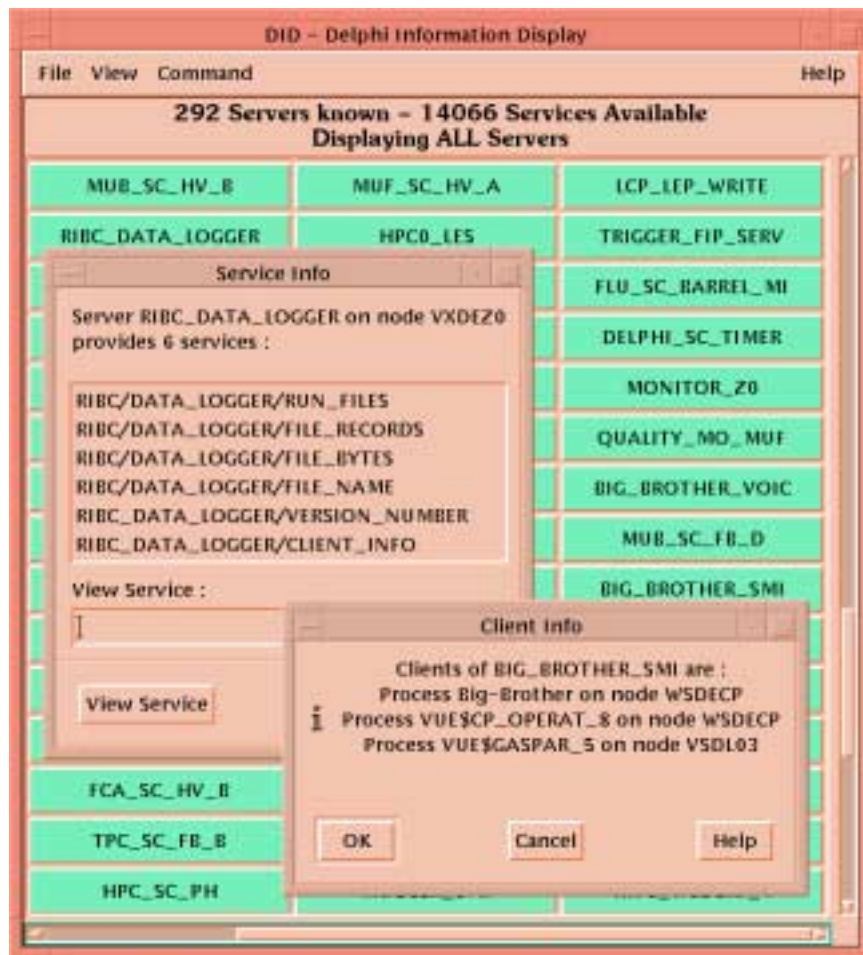 DID – Delphi Information Display
File View Command Help
292 Servers known – 14066 Services Available
Displaying ALL Servers
MUB_SC_HV_B MUF_SC_HV_A LCP_LEP_WRITE
RIBC_DATA_LOGGER HPC0_LES TRIGGER_FIP_SERV
FLU_SC_BARREL_MI
DELPHI_SC_TIMER
MONITOR_Z0
QUALITY_MO_MUF
BIG_BROTHER_VOIC
MUB_SC_FB_D
BIG_BROTHER_SMI
Service Info
Server RIBC_DATA_LOGGER on node VXDEZ0
provides 6 services :
RIBC/DATA_LOGGER/RUN_FILES
RIBC/DATA_LOGGER/FILE_RECORDS
RIBC/DATA_LOGGER/FILE_BYTES
RIBC/DATA_LOGGER/FILE_NAME
RIBC_DATA_LOGGER/VERSION_NUMBER
RIBC_DATA_LOGGER/CLIENT_INFO
View Service :
View Service
Client Info
Clients of BIG_BROTHER_SMI are :
Process Big-Brother on node WSDECP
Process VUE$CP_OPERAT_8 on node WSDECP
Process VUE$GASPAR_5 on node VSDL03
OK Cancel Help
FCA_SC_HV_B
TPC_SC_FB_B
HPC_SC_PH